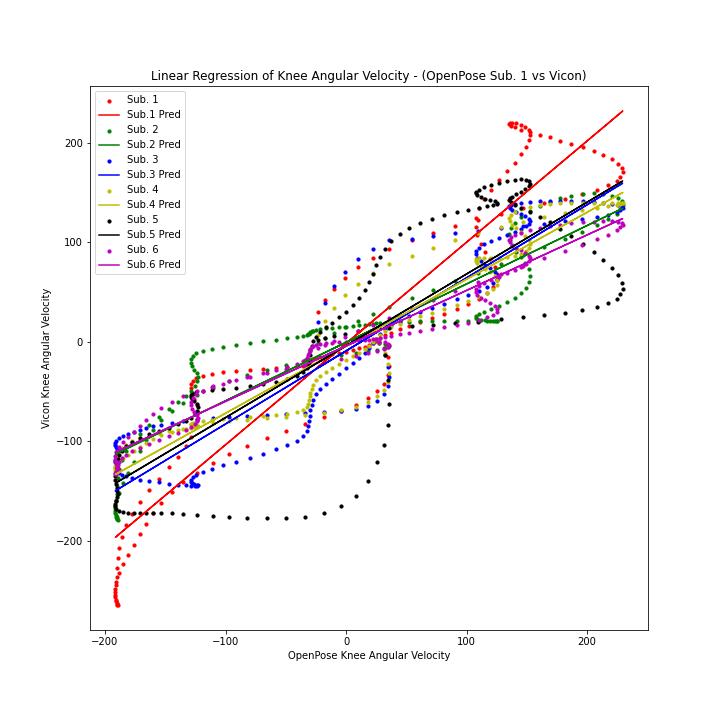 Linear Regression of Knee Angular Velocity - (OpenPose Sub. 1 vs Vicon)
Sub. 1
Sub.1 Pred
Sub. 2
Sub.2 Pred
Sub. 3
Sub.3 Pred
Sub. 4
Sub.4 Pred
Sub. 5
Sub.5 Pred
Sub. 6
Sub.6 Pred
Vicon Knee Angular Velocity
200
100
0
−100
−200
−200
−100
0
100
200
OpenPose Knee Angular Velocity